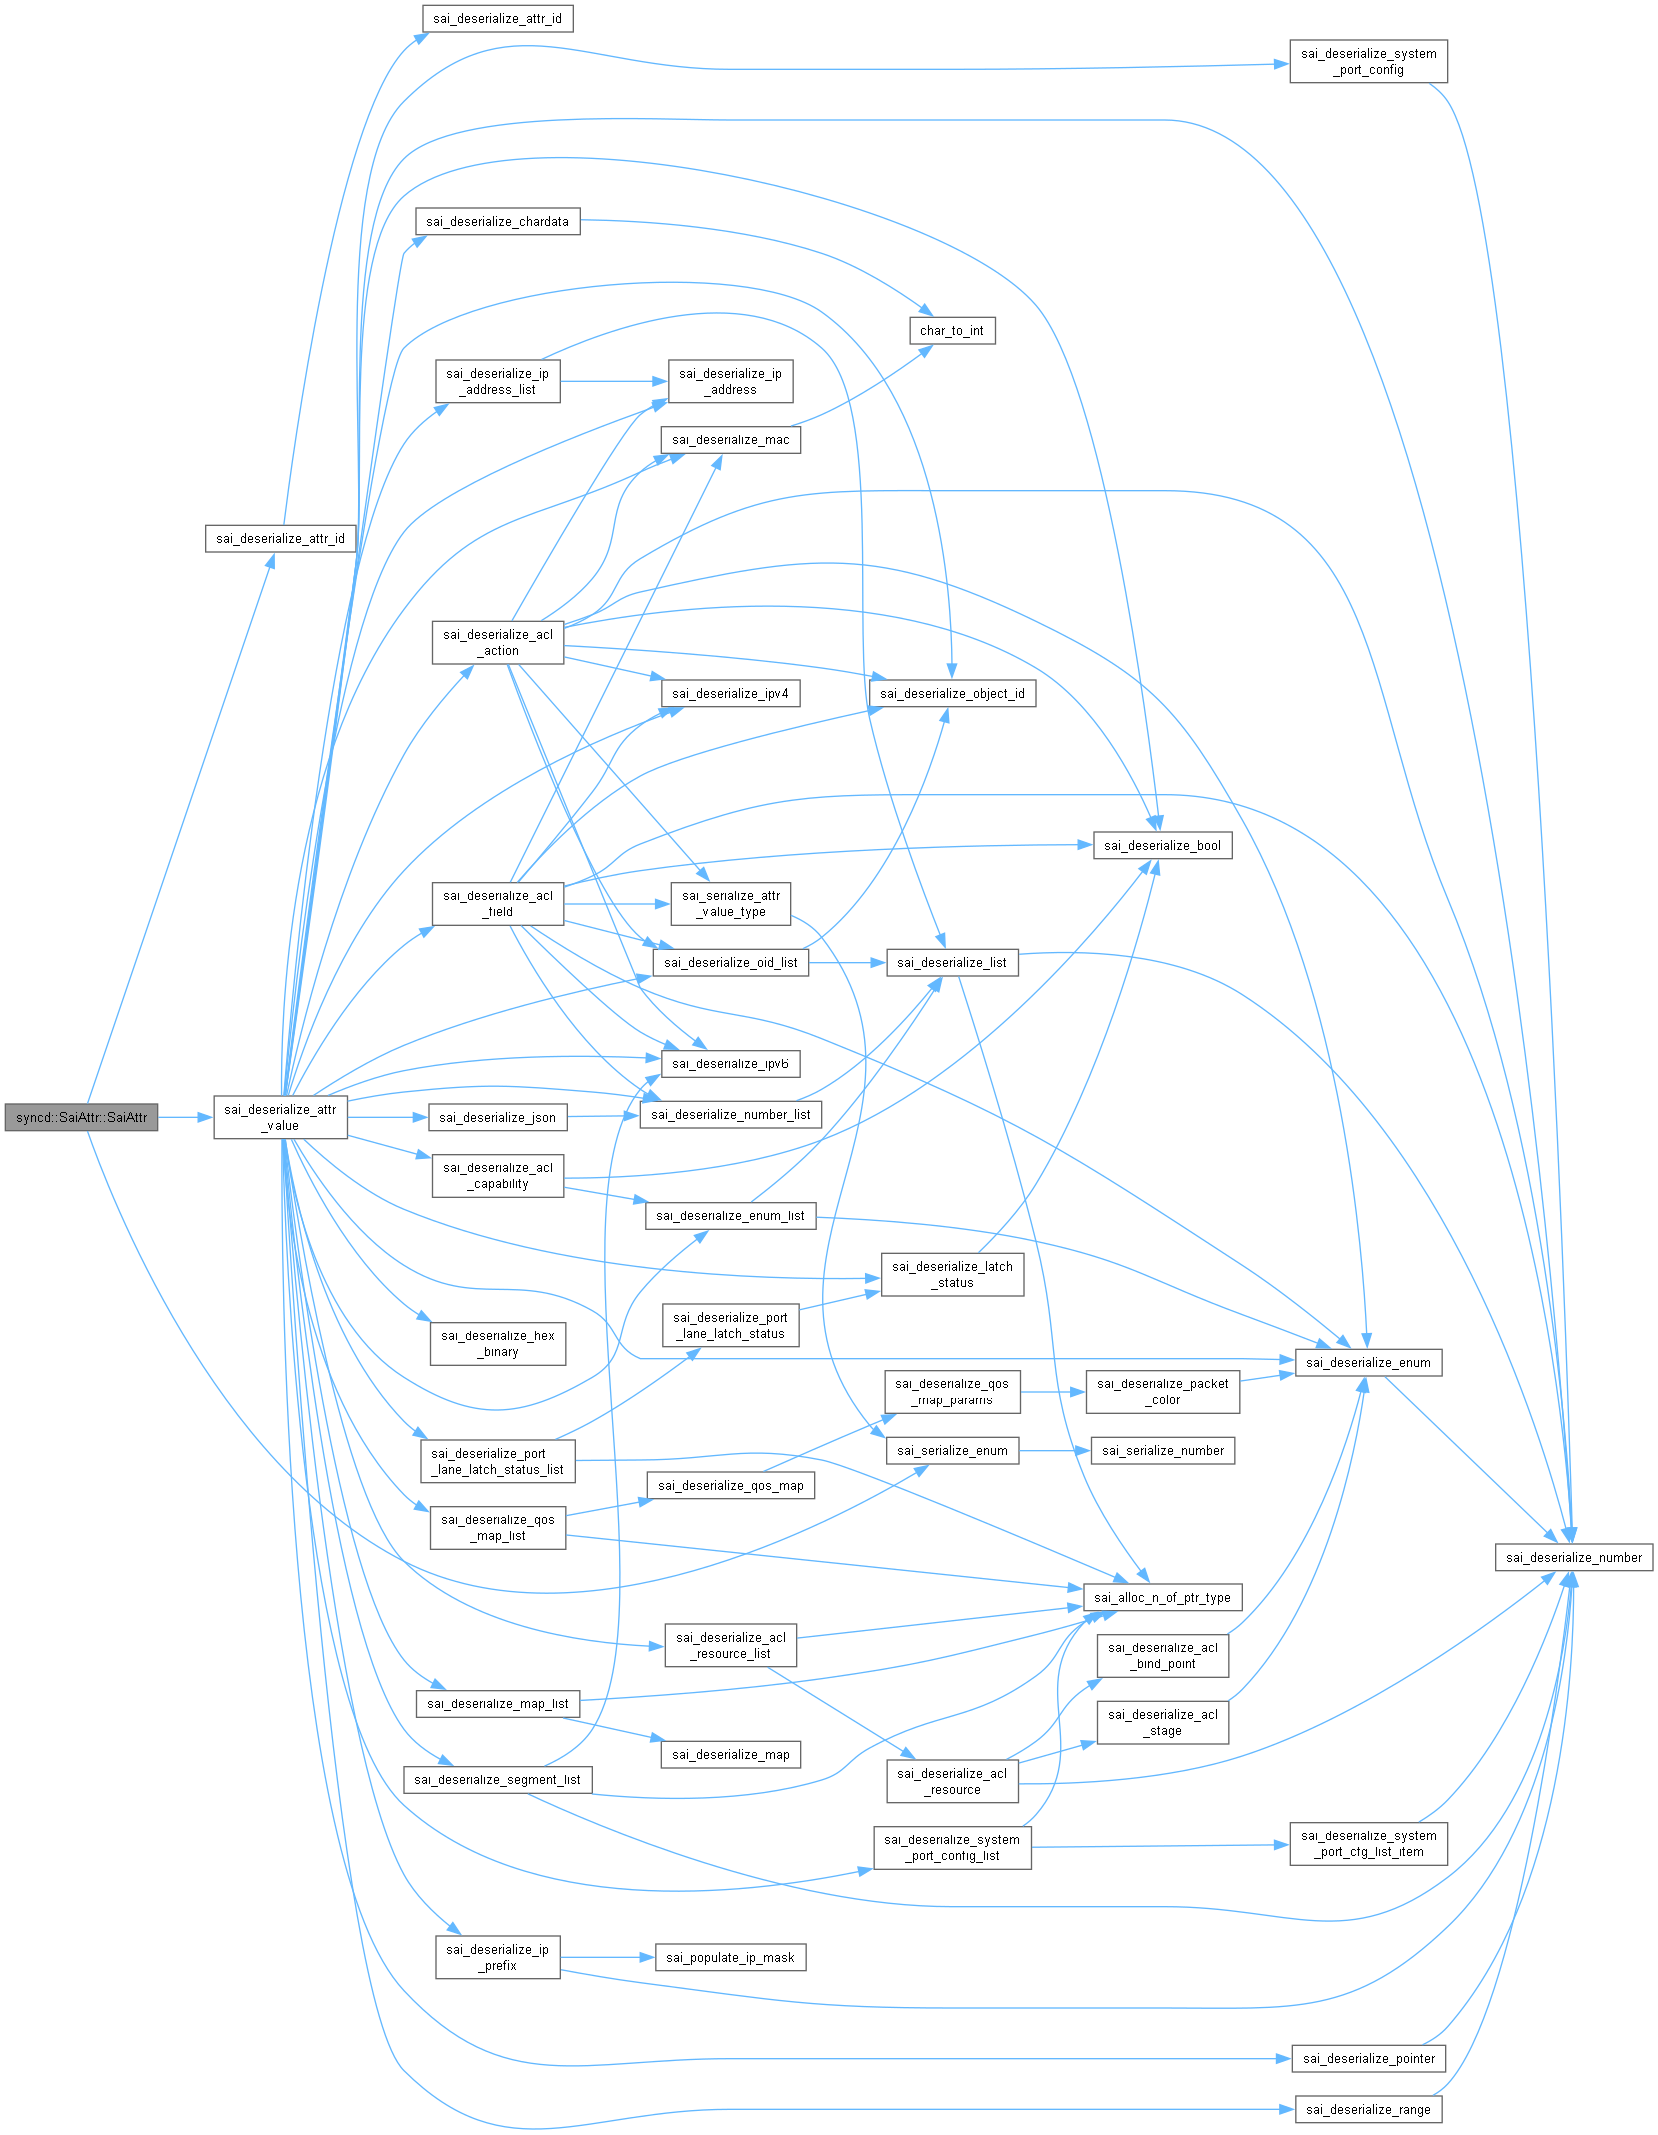 sai_deserialize_attr_id
sai_deserialize_system
_port_config
sai_deserialize_chardata
char_to_int
sai_deserialize_ip
_address_list
sai_deserialize_ip
_address
sai_deserialize_mac
sai_deserialize_attr_id
sai_deserialize_acl
_action
sai_deserialize_ipv4
sai_deserialize_object_id
sai_deserialize_bool
sai_deserialize_acl
_field
sai_serialize_attr
_value_type
sai_deserialize_oid_list
sai_deserialize_list
sai_deserialize_ipv6
syncd::SaiAttr::SaiAttr
sai_deserialize_attr
_value
sai_deserialize_json
sai_deserialize_number_list
sai_deserialize_acl
_capability
sai_deserialize_enum_list
sai_deserialize_latch
_status
sai_deserialize_port
_lane_latch_status
sai_deserialize_hex
_binary
sai_deserialize_enum
sai_deserialize_qos
_map_params
sai_deserialize_packet
_color
sai_deserialize_port
_lane_latch_status_list
sai_serialize_enum
sai_serialize_number
sai_deserialize_qos_map
sai_deserialize_qos
_map_list
sai_deserialize_number
sai_alloc_n_of_ptr_type
sai_deserialize_acl
_resource_list
sai_deserialize_acl
_bind_point
sai_deserialize_map_list
sai_deserialize_acl
_stage
sai_deserialize_map
sai_deserialize_segment_list
sai_deserialize_acl
_resource
sai_deserialize_system
_port_config_list
sai_deserialize_system
_port_cfg_list_item
sai_deserialize_ip
_prefix
sai_populate_ip_mask
sai_deserialize_pointer
sai_deserialize_range